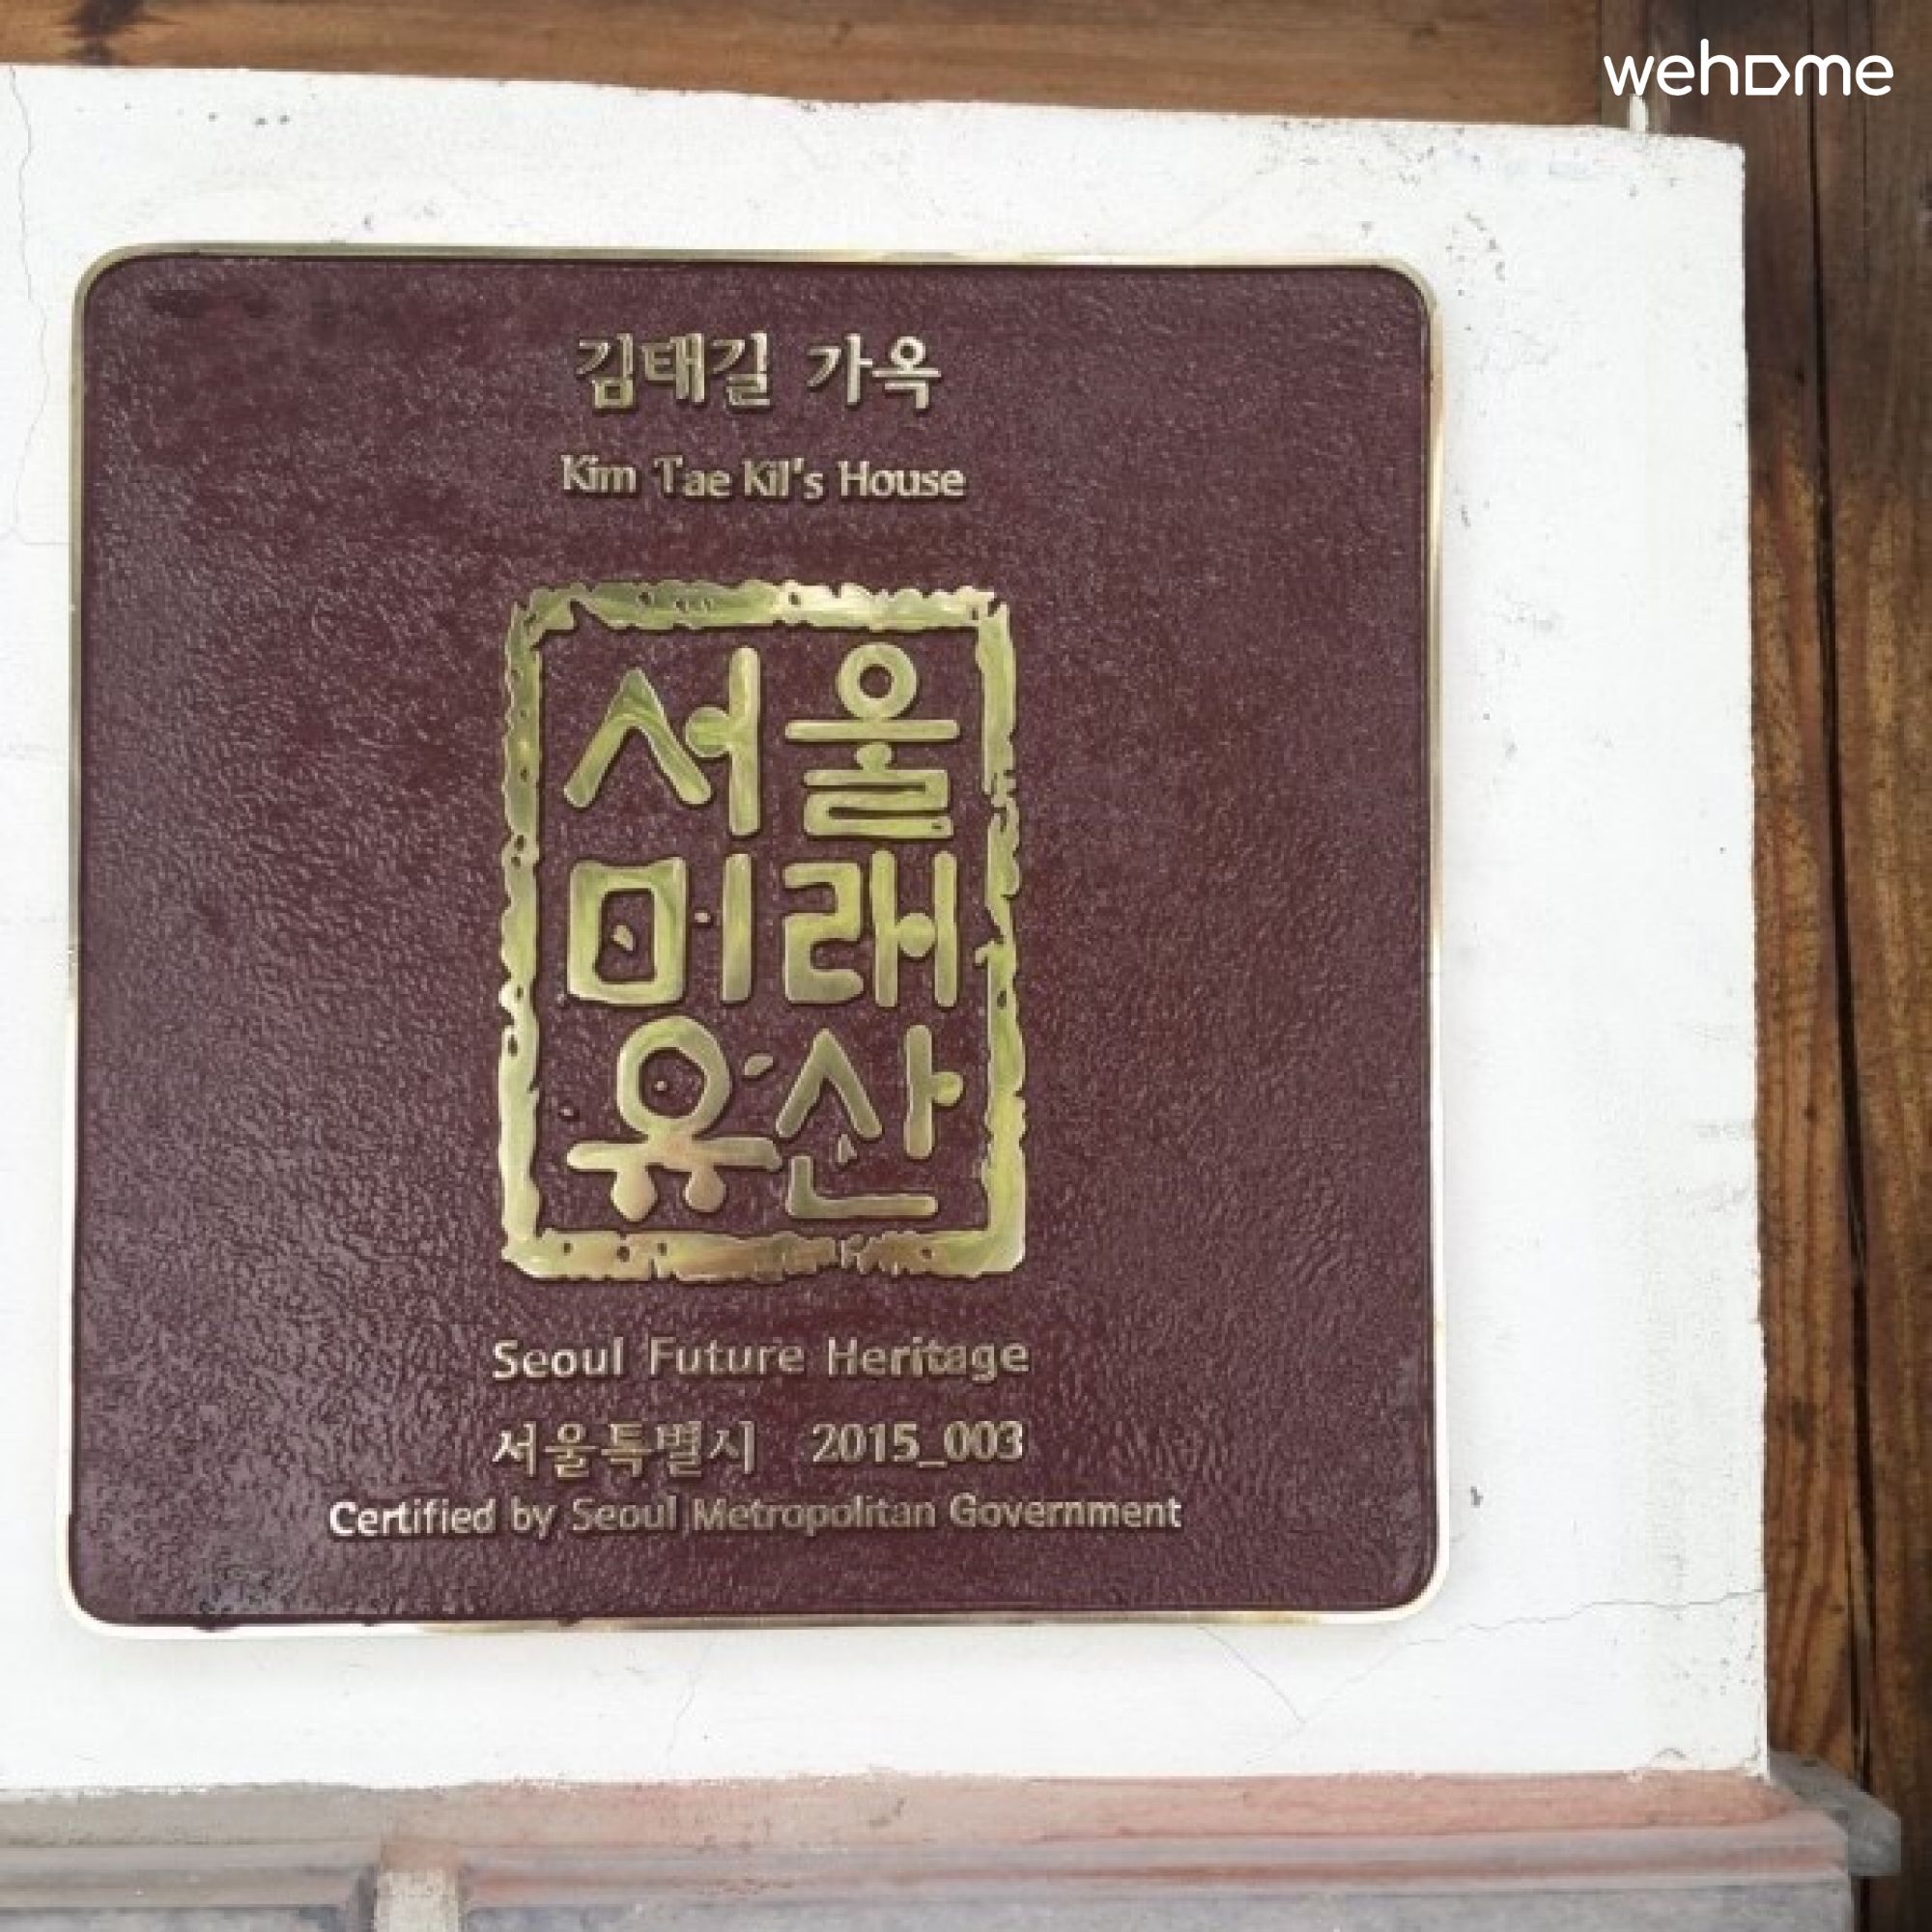 wehome
김태길 가옥
Kim Tae Kil's House
서울
미래
유산
Seoul Future Heritage
서울특별시 2015_003
Certified by Seoul Metropolitan Government